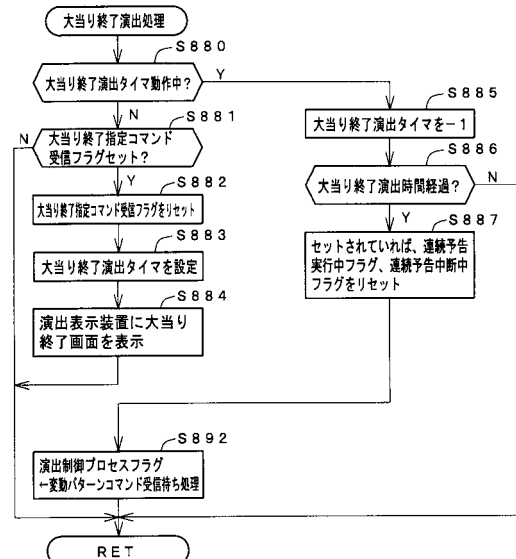 大当り終了演出処理
S880
大当り終了演出タイマ動作中?
Y
N
S881
N
大当り終了指定コマンド
受信フラグセット?
Y
S882
大当り終了指定コマンド受信フラグをリセット
S883
大当り終了演出タイマを設定
S884
演出表示装置に大当り
終了画面を表示
S885
大当り終了演出タイマを−1
S886
大当り終了演出時間経過?
N
Y
S887
セットされていれば、連続予告
実行中フラグ、連続予告中断中
フラグをリセット
S892
演出制御プロセスフラグ
←変動パターンコマンド受信待ち処理
RET